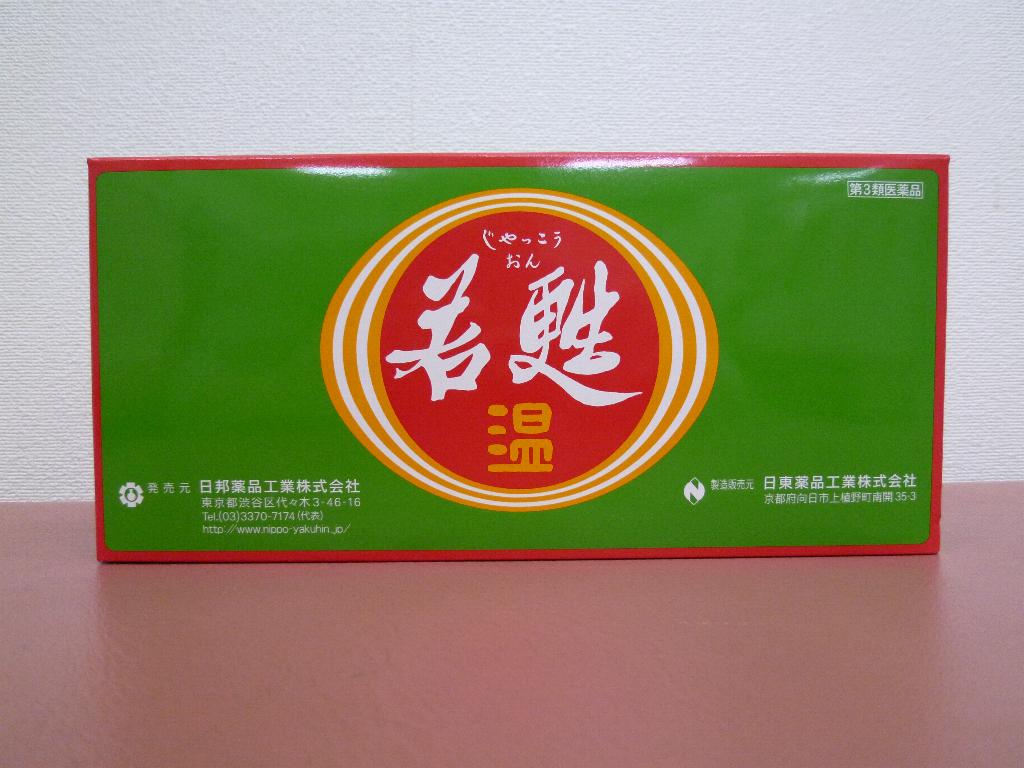 第3類医薬品
じゃっこう
おん
若甦
温
発売元 日邦薬品工業株式会社
東京都渋谷区代々木3-46-16
Tel.(03)3370-7174(代表)
http://www.nippo-yakuhin.jp/
製造販売元 日東薬品工業株式会社
京都府向日市上植野町南開35-3